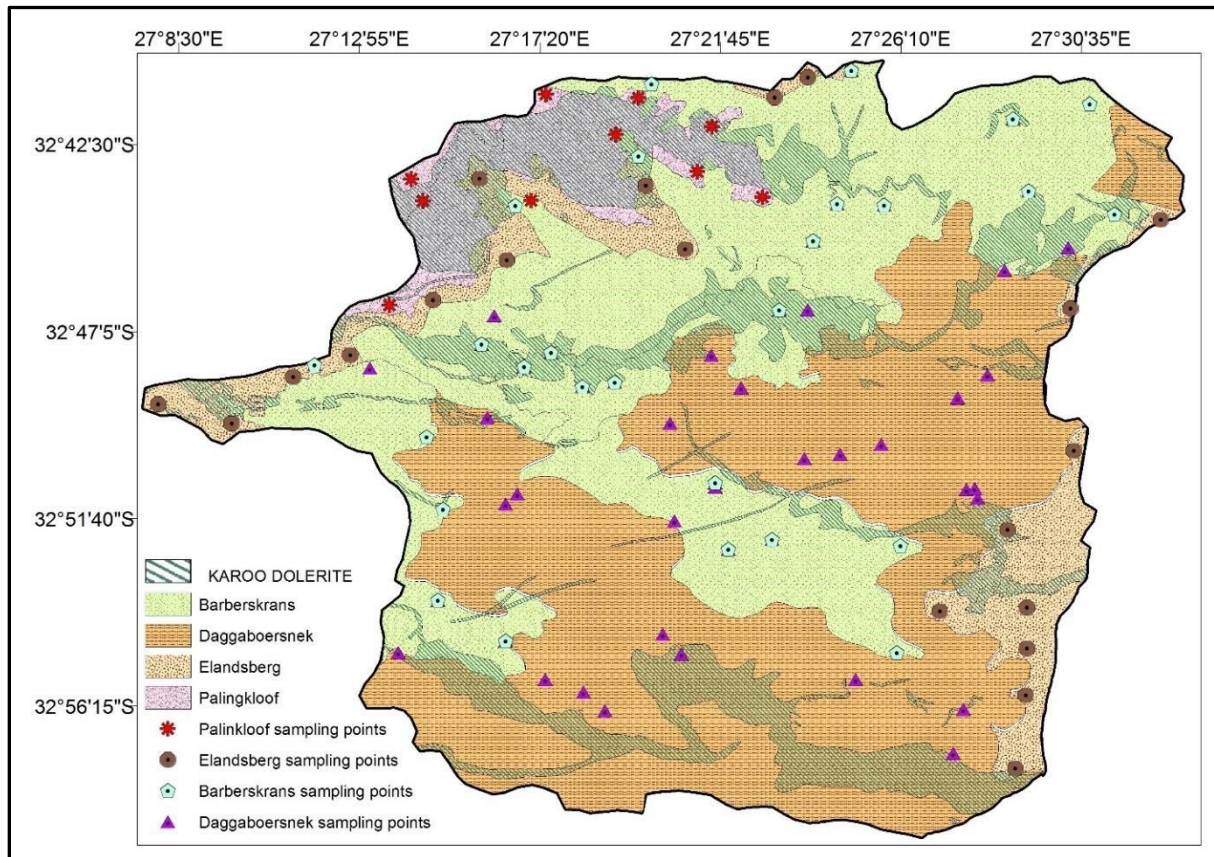 27°8'30"E 27°12'55"E 27°17'20"E 27°21'45"E 27°26'10"E 27°30'35"E
32°42'30"S
32°47'5"S
32°51'40"S
32°56'15"S
KAROO DOLERITE
Barberskrans
Daggaboersnek
Elandsberg
Palingkloof
Palinkloof sampling points
Elandsberg sampling points
Barberskrans sampling points
Daggaboersnek sampling points